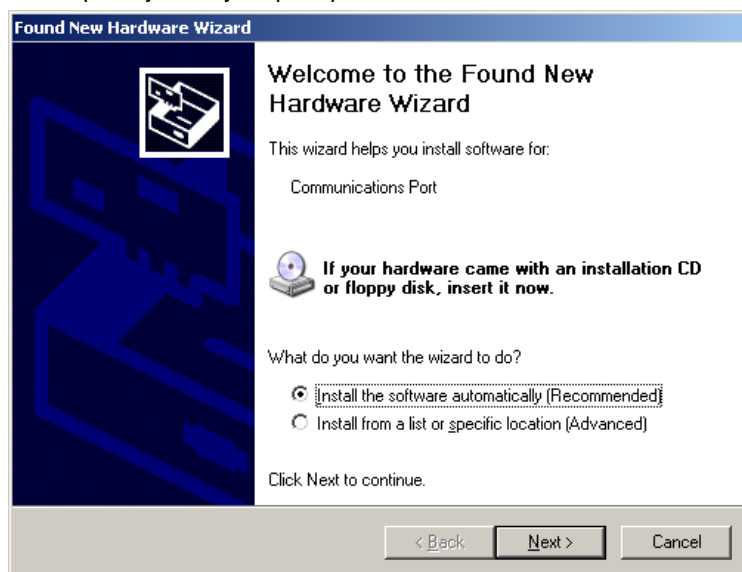 Found New Hardware Wizard
Welcome to the Found New
Hardware Wizard
This wizard helps you install software for:
Communications Port
If your hardware came with an installation CD
or floppy disk, insert it now.
What do you want the wizard to do?
Install the software automatically (Recommended)
Install from a list or specific location (Advanced)
Click Next to continue.
< Back Next > Cancel